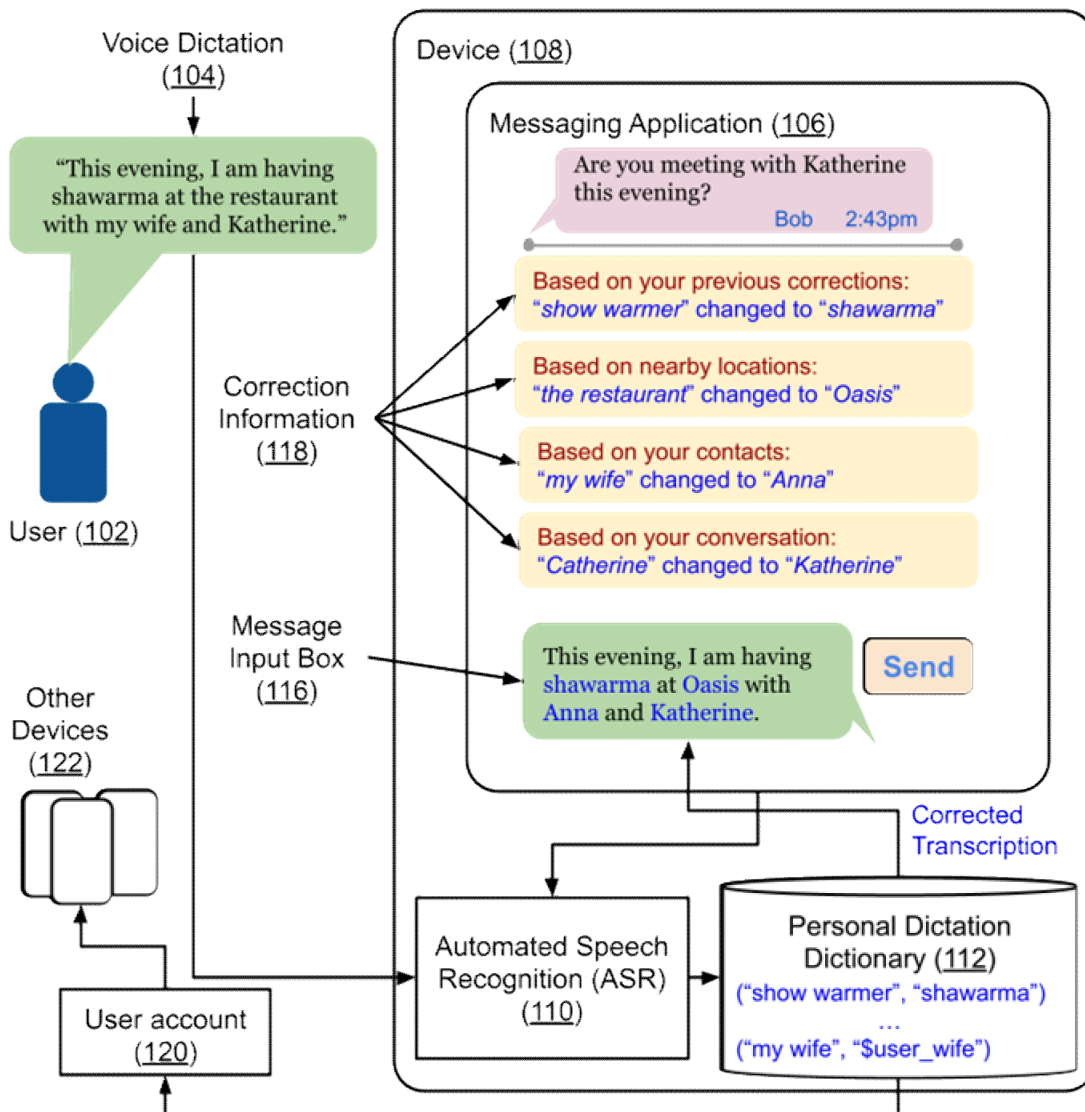 Voice Dictation
(104)
“This evening, I am having
shawarma at the restaurant
with my wife and Katherine.”
User (102)
Device (108)
Messaging Application (106)
Are you meeting with Katherine
this evening?
Bob 2:43pm
Correction
Information
(118)
Based on your previous corrections:
“show warmer” changed to “shawarma”
Based on nearby locations:
“the restaurant” changed to “Oasis”
Based on your contacts:
“my wife” changed to “Anna”
Based on your conversation:
“Catherine” changed to “Katherine”
Message
Input Box
(116)
This evening, I am having
shawarma at Oasis with
Anna and Katherine.
Send
Other
Devices
(122)
Corrected
Transcription
Automated Speech
Recognition (ASR)
(110)
Personal Dictation
Dictionary (112)
(“show warmer”, “shawarma”)
...
(“my wife”, “$user_wife”)
User account
(120)